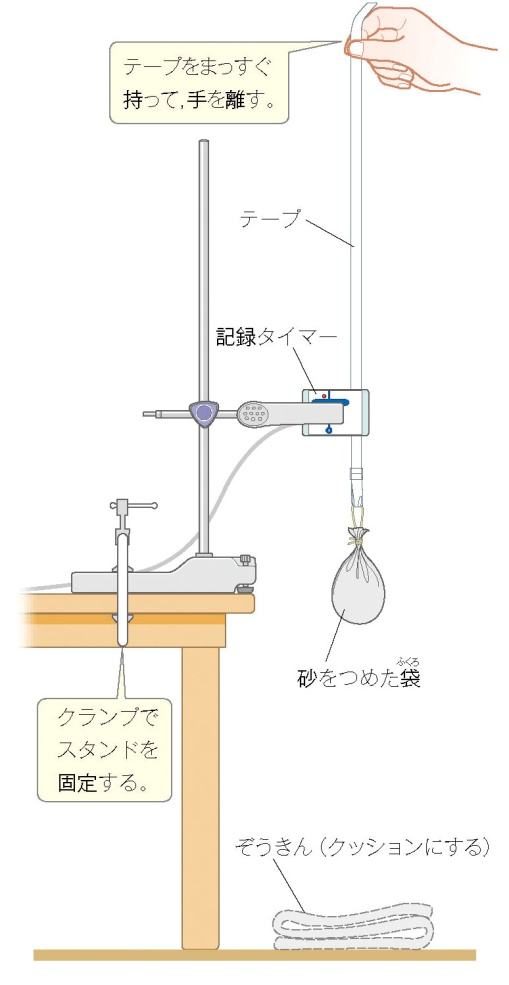 テープをまっすぐ
持って,手を離す。
テープ
記録タイマー
ふくろ
砂をつめた袋
クランプで
スタンドを
固定する。
ぞうきん(クッションにする)